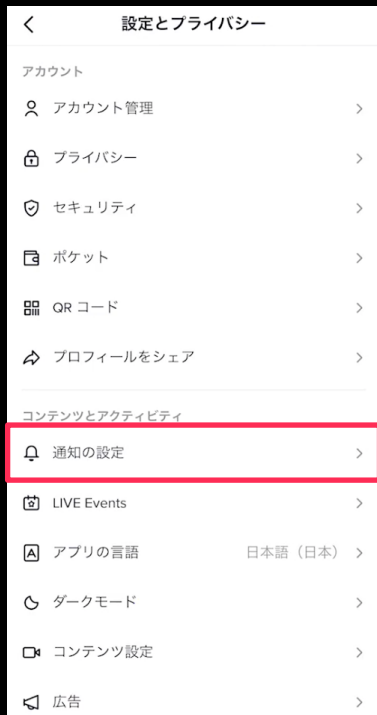 設定とプライバシー
アカウント
アカウント管理
プライバシー
セキュリティ
ポケット
QR コード
プロフィールをシェア
コンテンツとアクティビティ
通知の設定
LIVE Events
アプリの言語 日本語（日本）
ダークモード
コンテンツ設定
広告